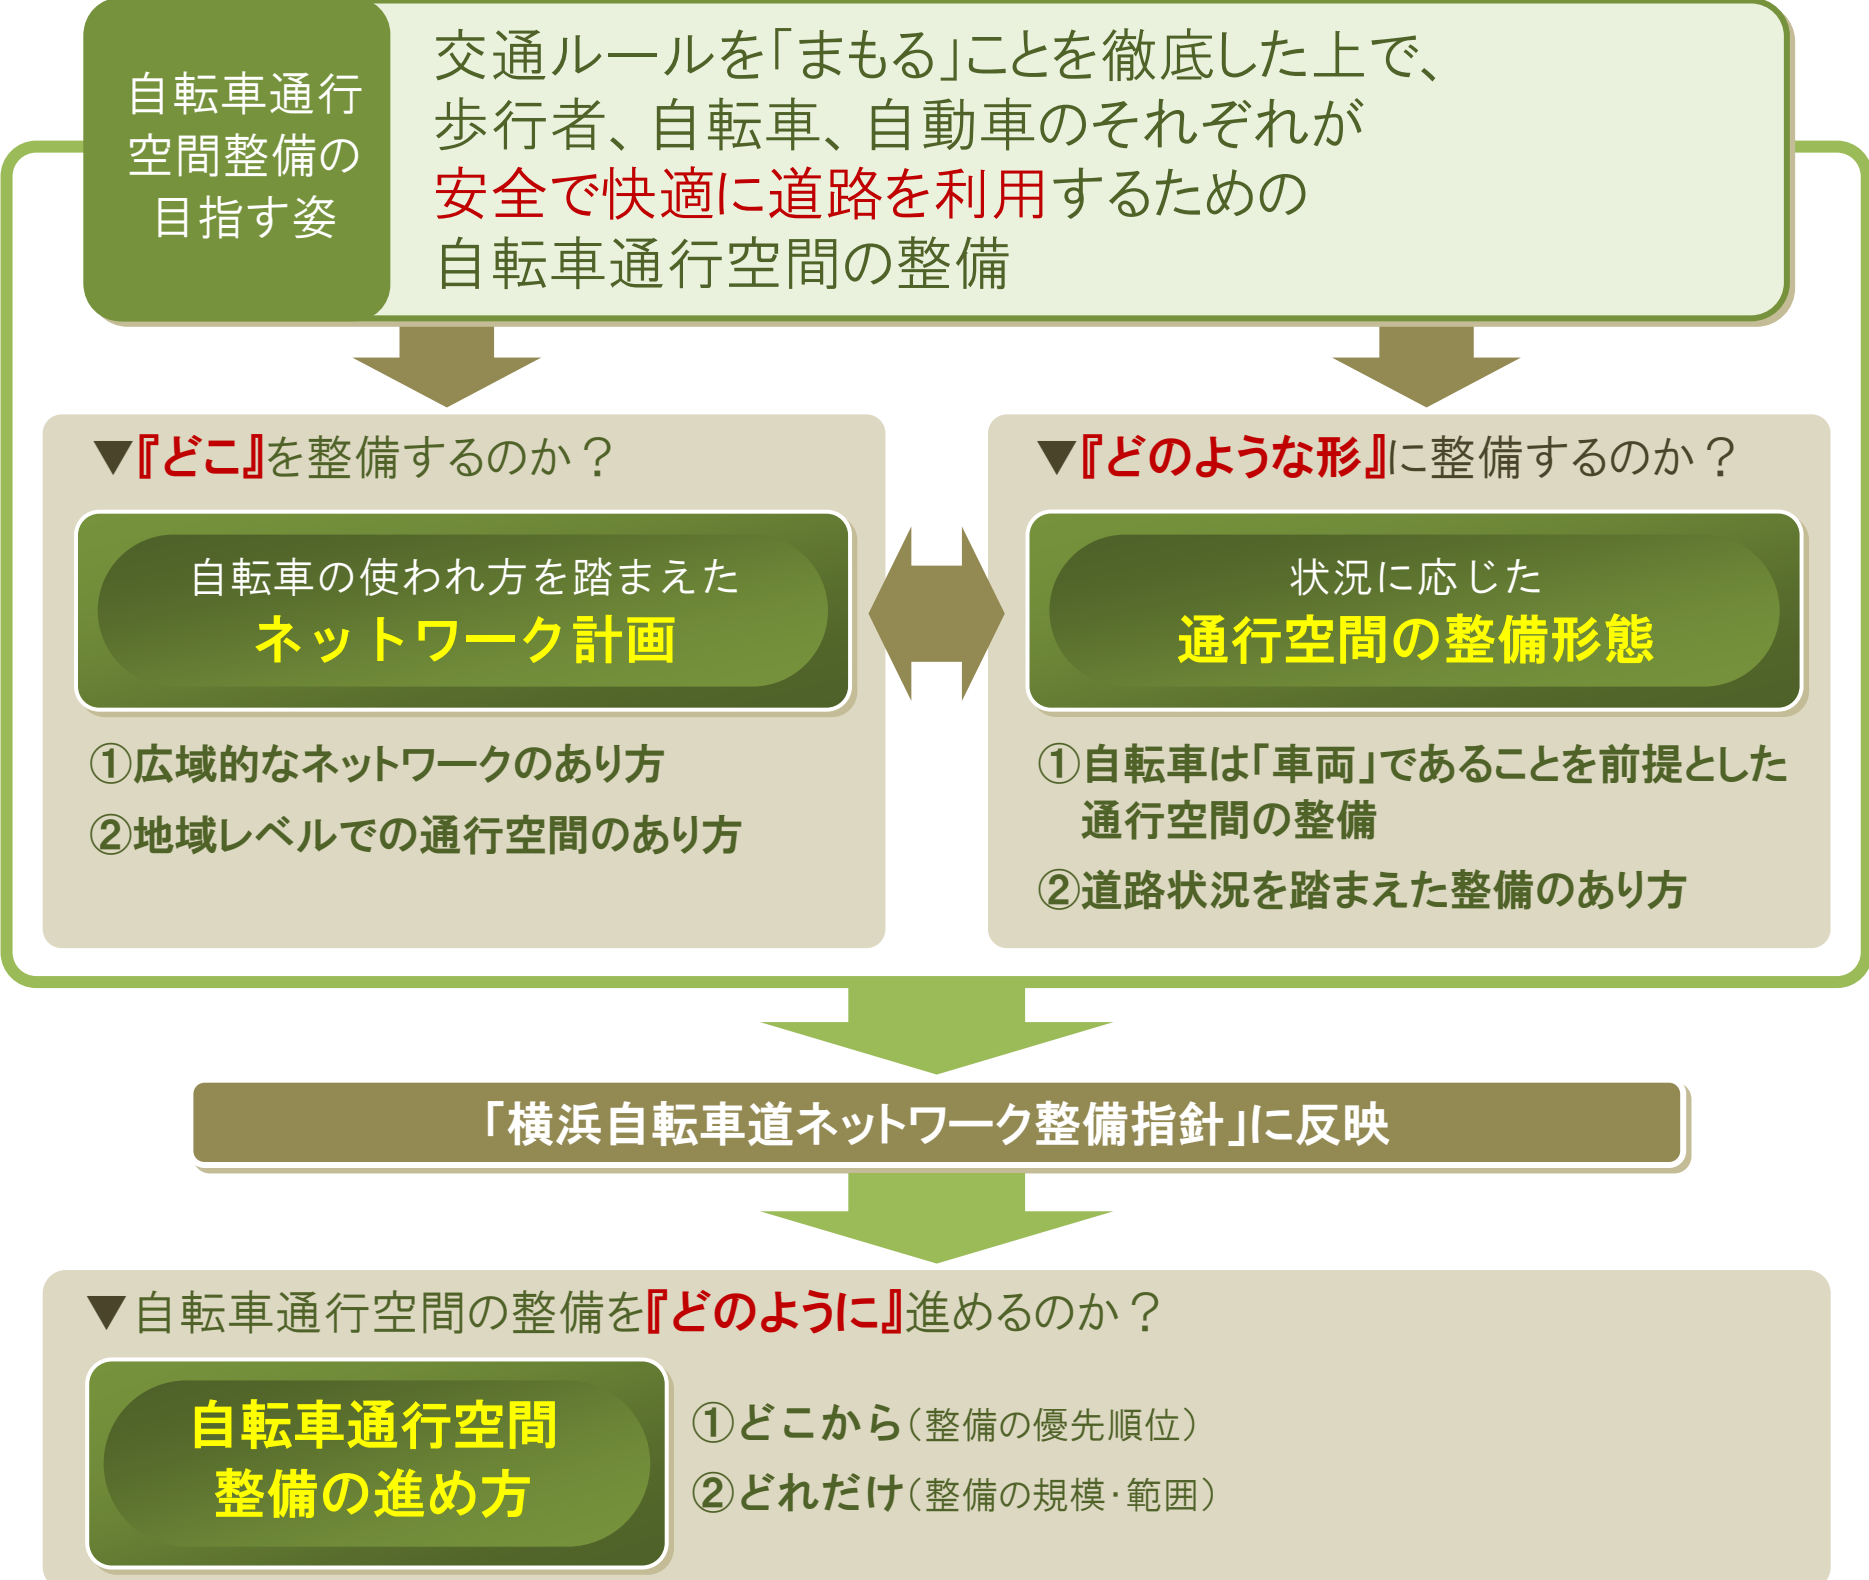 自転車通行
空間整備の
目指す姿
交通ルールを「まもる」ことを徹底した上で、
歩行者、自転車、自動車のそれぞれが
安全で快適に道路を利用するための
自転車通行空間の整備
▼『どこ』を整備するのか？
自転車の使われ方を踏まえた
ネットワーク計画
①広域的なネットワークのあり方
②地域レベルでの通行空間のあり方
▼『どのような形』に整備するのか？
状況に応じた
通行空間の整備形態
①自転車は「車両」であることを前提とした
通行空間の整備
②道路状況を踏まえた整備のあり方
「横浜自転車道ネットワーク整備指針」に反映
▼自転車通行空間の整備を『どのように』進めるのか？
自転車通行空間
整備の進め方
①どこから（整備の優先順位）
②どれだけ（整備の規模・範囲）